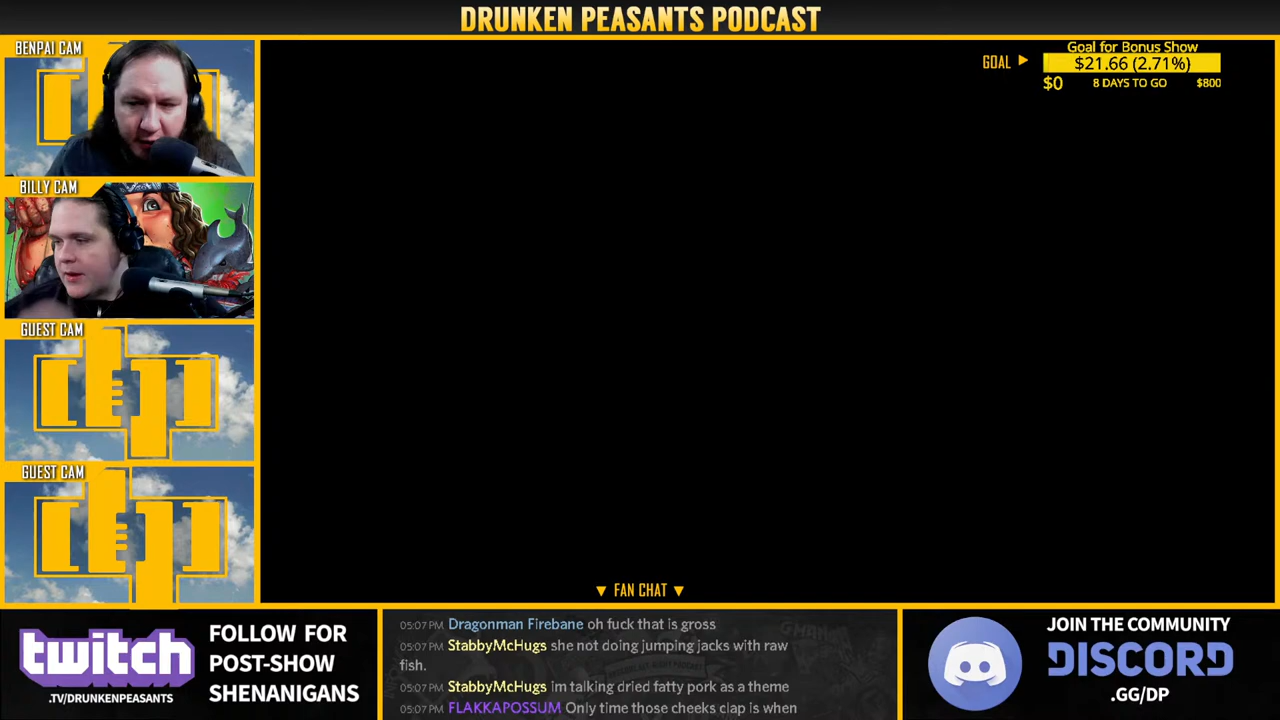 DRUNKEN PEASANTS PODCAST
BENPAI CAM
BILLY CAM
GUEST CAM
GUEST CAM
GOAL ►
Goal for Bonus Show
$21.66 (2.71%)
$0 8 DAYS TO GO $800
▼ FAN CHAT ▼
twitch
.TV/DRUNKENPEASANTS
FOLLOW FOR
POST-SHOW
SHENANIGANS
05:07 PM Dragonman Firebane oh fuck that is gross
05:07 PM StabbyMcHugs she not doing jumping jacks with raw
fish.
05:07 PM StabbyMcHugs im talking dried fatty pork as a theme
05:07 PM FLAKKAPOSSUM Only time those cheeks clap is when
JOIN THE COMMUNITY
DISCORD
.GG/DP